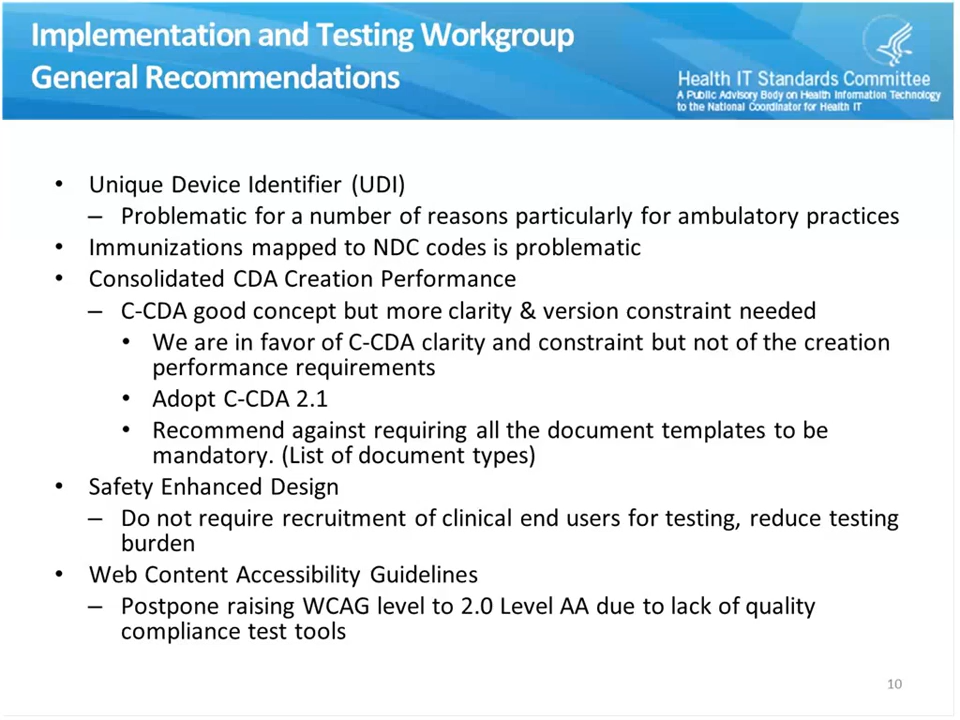 Implementation and Testing Workgroup
General Recommendations
Health IT Standards Committee
A Public Advisory Body on Health Information Technology
to the National Coordinator for Health IT
• Unique Device Identifier (UDI)
– Problematic for a number of reasons particularly for ambulatory practices
• Immunizations mapped to NDC codes is problematic
• Consolidated CDA Creation Performance
– C-CDA good concept but more clarity & version constraint needed
• We are in favor of C-CDA clarity and constraint but not of the creation
performance requirements
• Adopt C-CDA 2.1
• Recommend against requiring all the document templates to be
mandatory. (List of document types)
• Safety Enhanced Design
– Do not require recruitment of clinical end users for testing, reduce testing
burden
• Web Content Accessibility Guidelines
– Postpone raising WCAG level to 2.0 Level AA due to lack of quality
compliance test tools
10